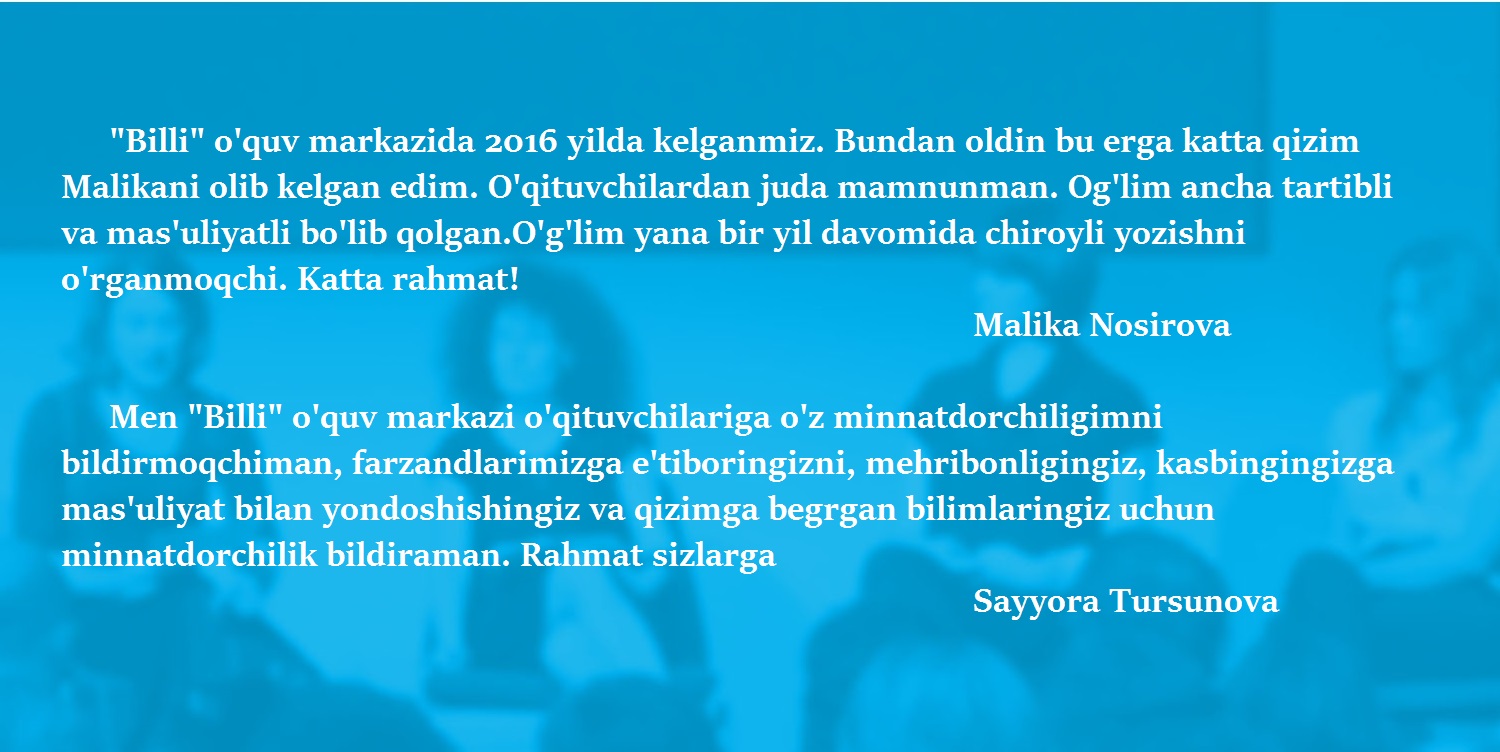 "Billi" o'quv markazida 2016 yilda kelganmiz. Bundan oldin bu erga katta qizim
Malikani olib kelgan edim. O'qituvchilardan juda mamnunman. Og'lim ancha tartibli
va mas'uliyatli bo'lib qolgan.O'g'lim yana bir yil davomida chiroyli yozishni
o'rganmoqchi. Katta rahmat!
Malika Nosirova
Men "Billi" o'quv markazi o'qituvchilariga o'z minnatdorchiligimni
bildirmoqchiman, farzandlarimizga e'tiboringizni, mehribonligingiz, kasbingingizga
mas'uliyat bilan yondoshishingiz va qizimga begrgan bilimlaringiz uchun
minnatdorchilik bildiraman. Rahmat sizlarga
Sayyora Tursunova